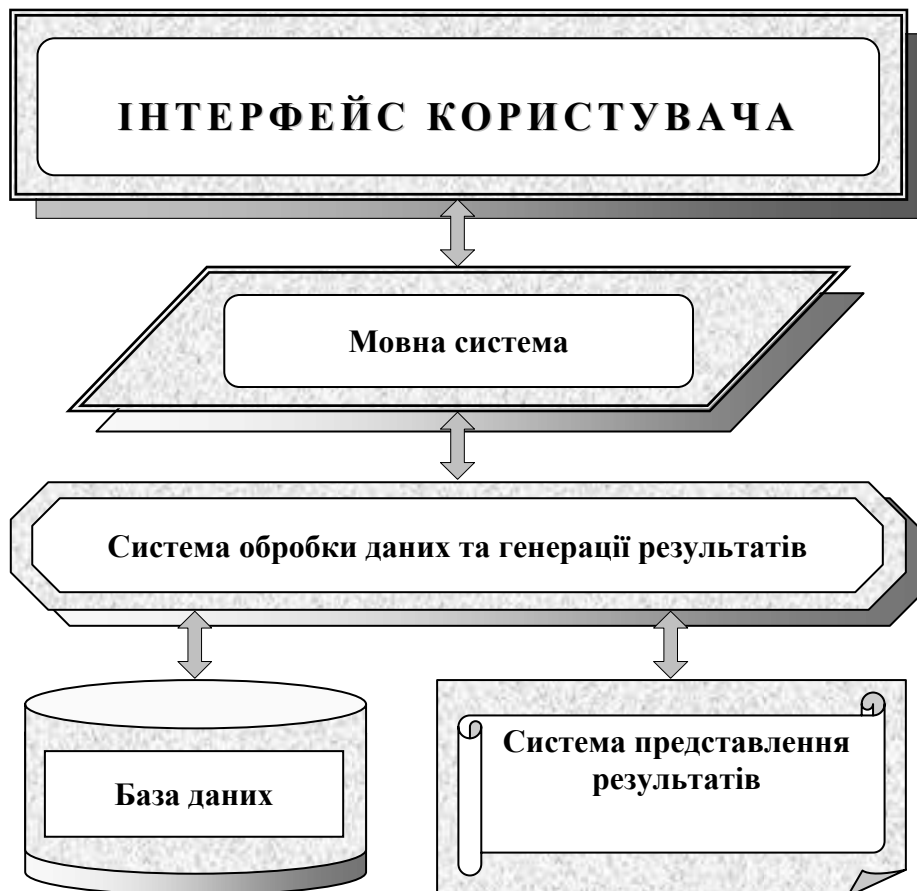 ІНТЕРФЕЙС КОРИСТУВАЧА
Мовна система
Система обробки даних та генерації результатів
База даних
Система представлення
результатів